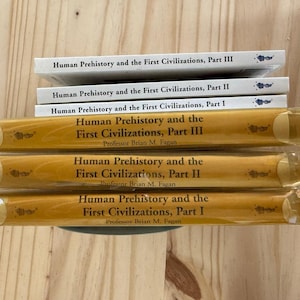 Human Prehistory and the First Civilizations, Part III
Human Prehistory and the First Civilizations, Part II
Human Prehistory and the First Civilizations, Part I
Human Prehistory and the
First Civilizations, Part III
Professor Brian M. Fagan
Human Prehistory and the
First Civilizations, Part II
Professor Brian M. Fagan
Human Prehistory and the
First Civilizations, Part I
Professor Brian M. Fagan